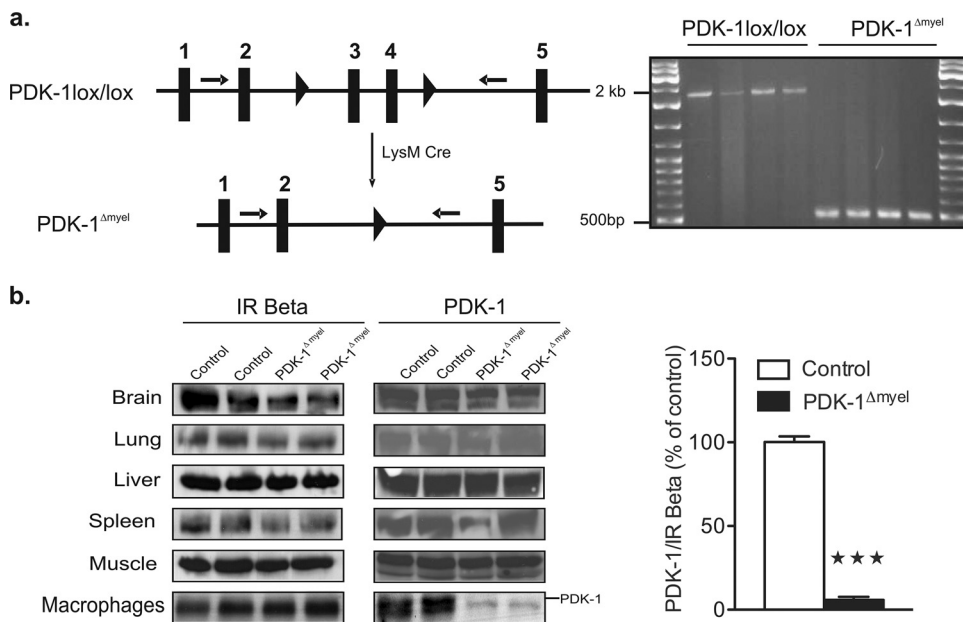 a.
1 2 3 4 5
PDK-1lox/lox
LysM Cre
1 2 5
PDK-1Δmyel
PDK-1lox/lox PDK-1Δmyel
2 kb
500bp
b.
IR Beta PDK-1
Control Control PDK-1Δmyel PDK-1Δmyel Control Control PDK-1Δmyel PDK-1Δmyel
Brain
Lung
Liver
Spleen
Muscle
Macrophages
PDK-1
PDK-1/IR Beta (% of control)
150
100
50
0
Control
PDK-1Δmyel
★★★